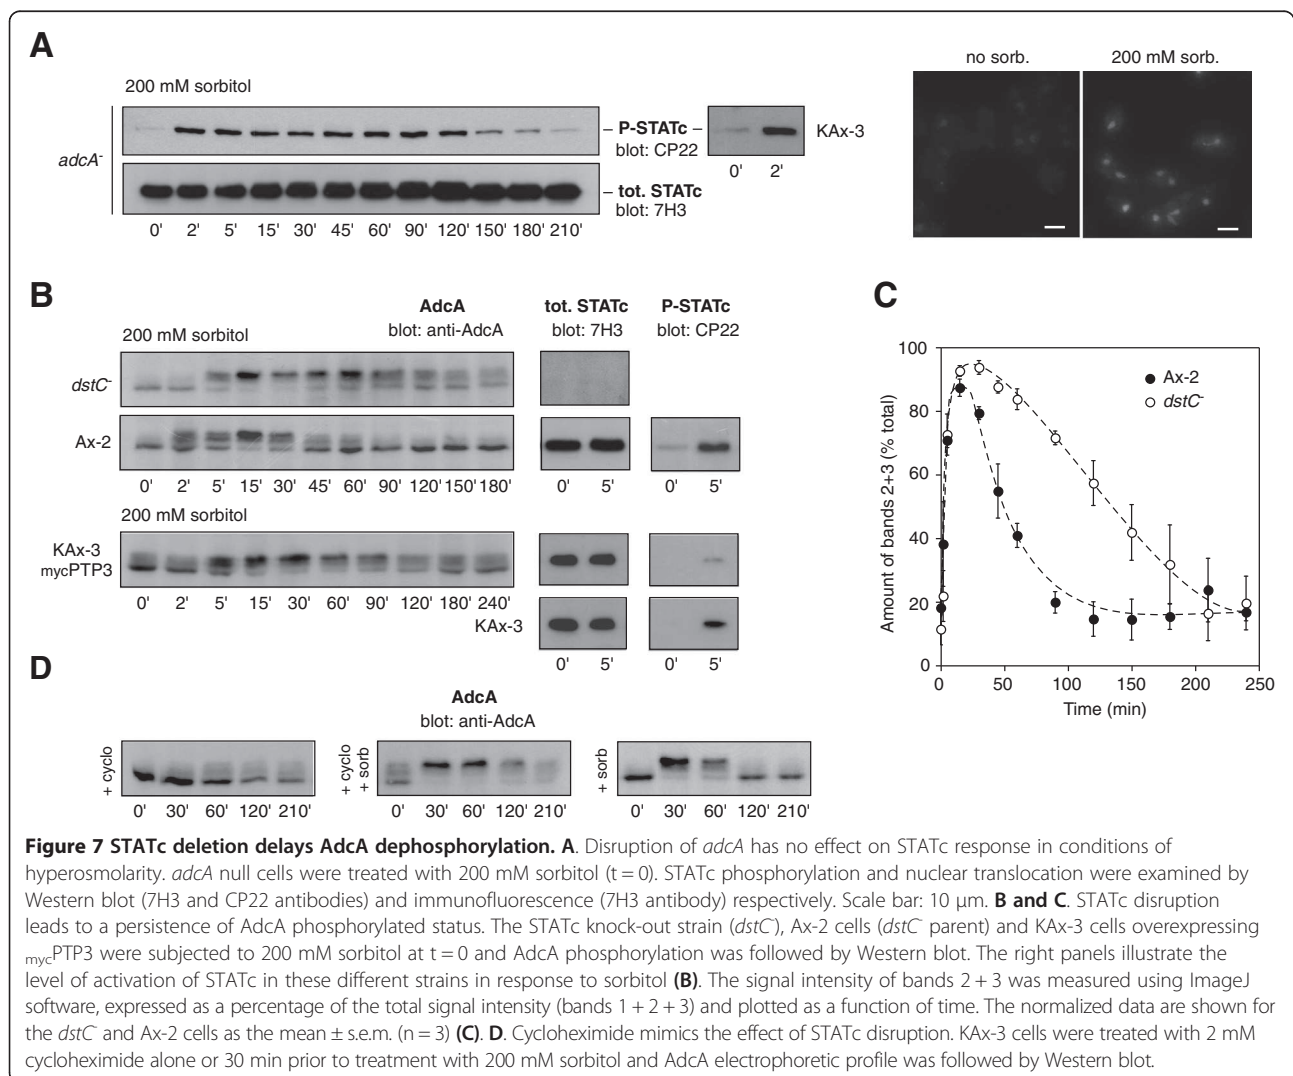 A
200 mM sorbitol
adcA-
P-STATc
blot: CP22
tot. STATc
blot: 7H3
0' 2' 5' 15' 30' 45' 60' 90' 120' 150' 180' 210'
KAx-3
0' 2'
no sorb. 200 mM sorb.
B
AdcA
blot: anti-AdcA
tot. STATc
blot: 7H3
P-STATc
blot: CP22
200 mM sorbitol
dstC-
Ax-2
0' 2' 5' 15' 30' 45' 60' 90' 120' 150' 180'
0' 5'
0' 5'
200 mM sorbitol
KAx-3
mycPTP3
0' 2' 5' 15' 30' 60' 90' 120' 180' 240'
KAx-3
0' 5'
0' 5'
C
Amount of bands 2+3 (% total)
100
80
60
40
20
0
Ax-2
dstC-
0 50 100 150 200 250
Time (min)
D
AdcA
blot: anti-AdcA
+ cyclo
0' 30' 60' 120' 210'
+ cyclo
+ sorb
0' 30' 60' 120' 210'
+ sorb
0' 30' 60' 120' 210'
Figure 7 STATc deletion delays AdcA dephosphorylation. A. Disruption of adcA has no effect on STATc response in conditions of
hyperosmolarity. adcA null cells were treated with 200 mM sorbitol (t = 0). STATc phosphorylation and nuclear translocation were examined by
Western blot (7H3 and CP22 antibodies) and immunofluorescence (7H3 antibody) respectively. Scale bar: 10 μm. B and C. STATc disruption
leads to a persistence of AdcA phosphorylated status. The STATc knock-out strain (dstC-), Ax-2 cells (dstC- parent) and KAx-3 cells overexpressing
mycPTP3 were subjected to 200 mM sorbitol at t = 0 and AdcA phosphorylation was followed by Western blot. The right panels illustrate the
level of activation of STATc in these different strains in response to sorbitol (B). The signal intensity of bands 2 + 3 was measured using ImageJ
software, expressed as a percentage of the total signal intensity (bands 1 + 2 + 3) and plotted as a function of time. The normalized data are shown for
the dstC- and Ax-2 cells as the mean ± s.e.m. (n = 3) (C). D. Cycloheximide mimics the effect of STATc disruption. KAx-3 cells were treated with 2 mM
cycloheximide alone or 30 min prior to treatment with 200 mM sorbitol and AdcA electrophoretic profile was followed by Western blot.